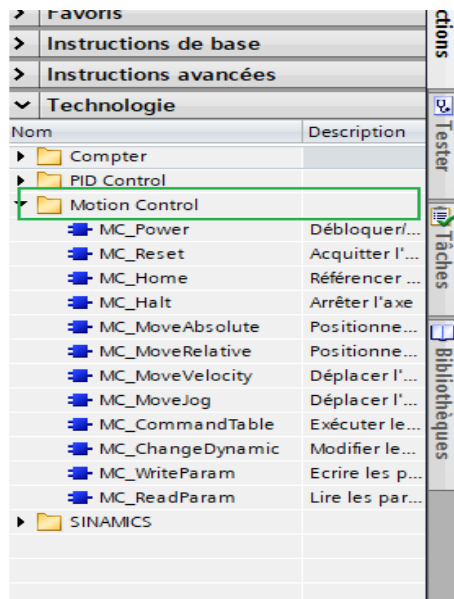 Favoris
Instructions de base
Instructions avancées
Technologie
Nom Description
Compter
PID Control
Motion Control
MC_Power Débloquer/...
MC_Reset Acquitter l'...
MC_Home Référencer ...
MC_Halt Arrêter l'axe
MC_MoveAbsolute Positionne...
MC_MoveRelative Positionne...
MC_MoveVelocity Déplacer l'...
MC_MoveJog Déplacer l'...
MC_CommandTable Exécuter le...
MC_ChangeDynamic Modifier le...
MC_WriteParam Ecrire les p...
MC_ReadParam Lire les par...
SINAMICS
ctions
Tester
Tâches
Bibliothèques